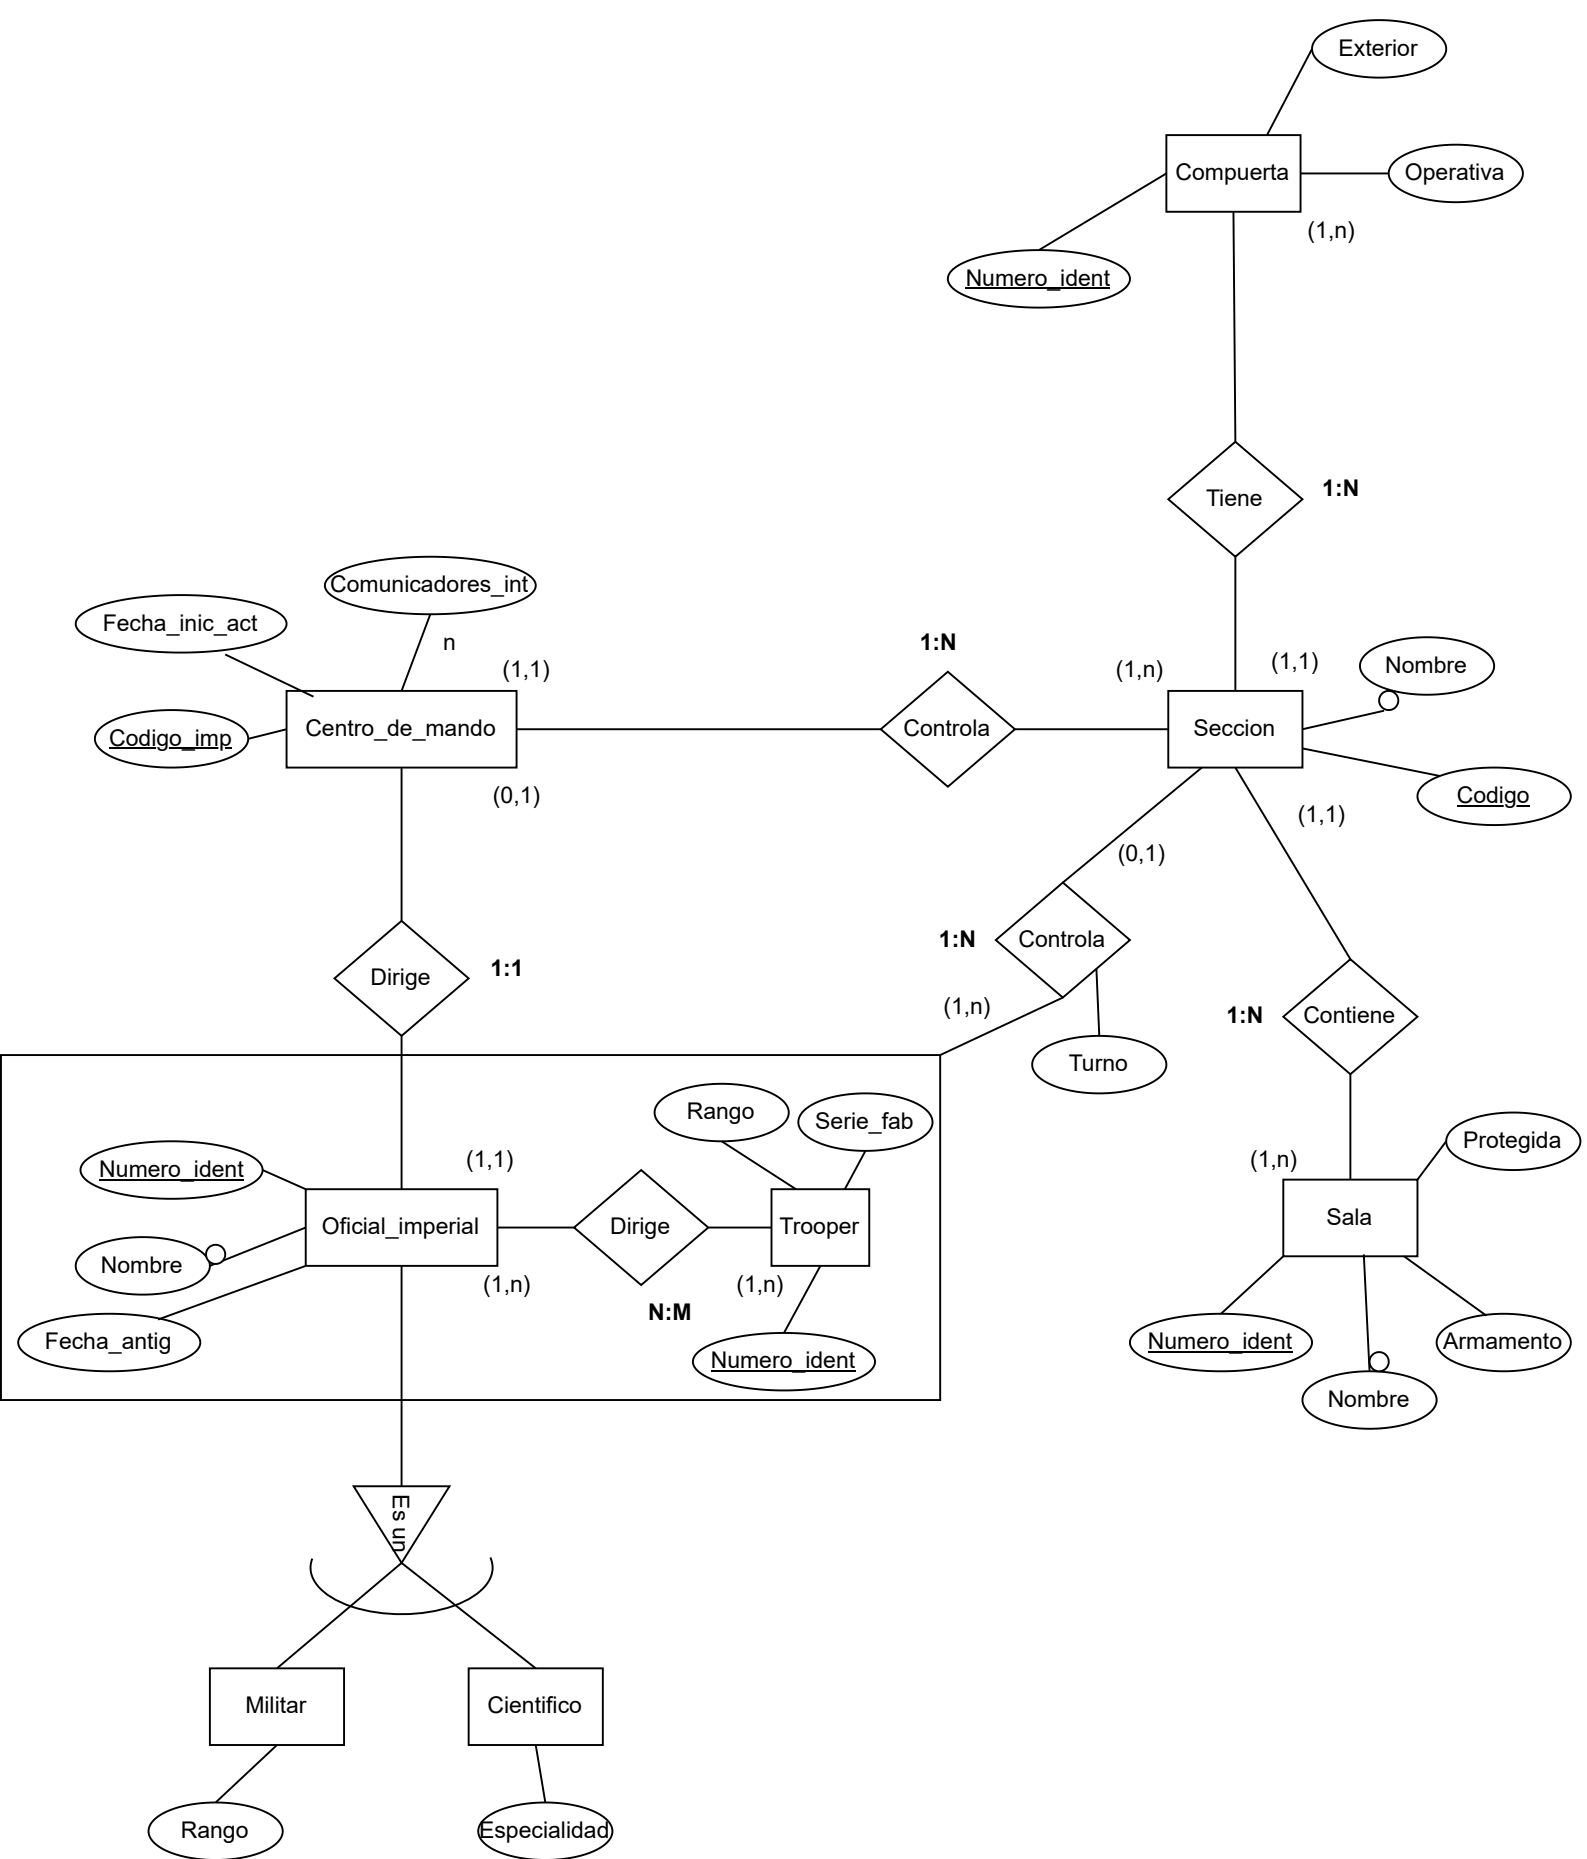 Exterior
Compuerta
Operativa
(1,n)
Numero_ident
Tiene
1:N
Comunicadores_int
Fecha_inic_act
n
(1,1)
1:N
(1,n)
(1,1)
Nombre
Codigo_imp
Centro_de_mando
Controla
Seccion
(0,1)
Codigo
(1,1)
(0,1)
1:N
Controla
Dirige
1:1
(1,n)
1:N
Contiene
Turno
Rango
Serie_fab
Protegida
Numero_ident
(1,1)
(1,n)
Oficial_imperial
Dirige
Trooper
Sala
Nombre
(1,n)
(1,n)
N:M
Fecha_antig
Numero_ident
Numero_ident
Armamento
Nombre
Es un
Militar
Cientifico
Rango
Especialidad